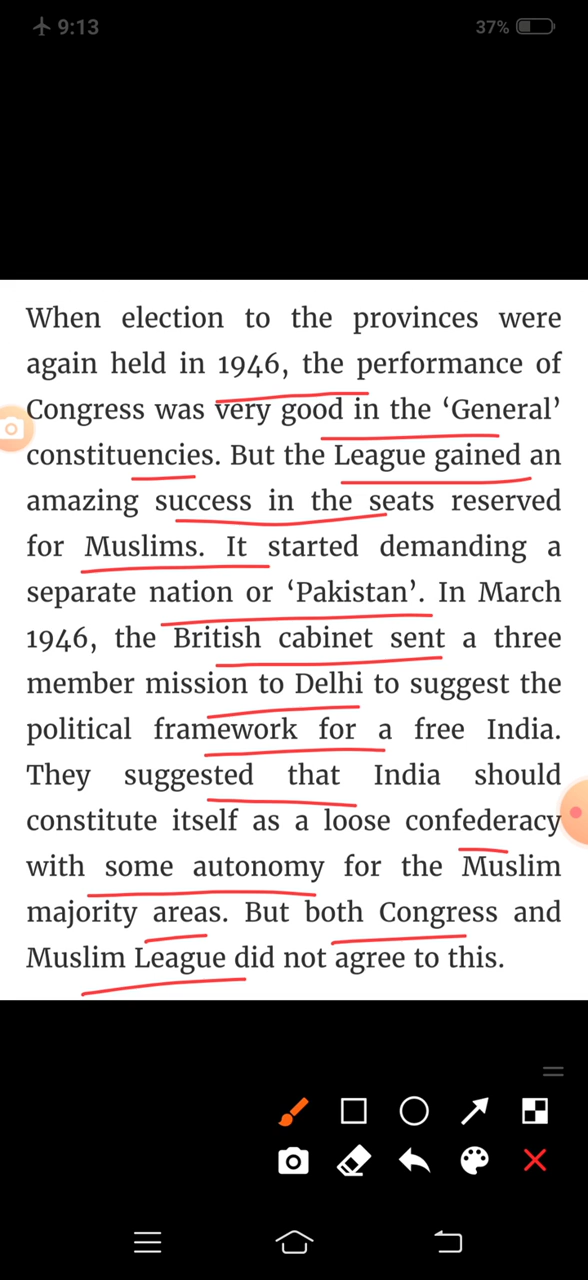 9:13
37%
When election to the provinces were
again held in 1946, the performance of
Congress was very good in the ‘General’
constituencies. But the League gained an
amazing success in the seats reserved
for Muslims. It started demanding a
separate nation or ‘Pakistan’. In March
1946, the British cabinet sent a three
member mission to Delhi to suggest the
political framework for a free India.
They suggested that India should
constitute itself as a loose confederacy
with some autonomy for the Muslim
majority areas. But both Congress and
Muslim League did not agree to this.